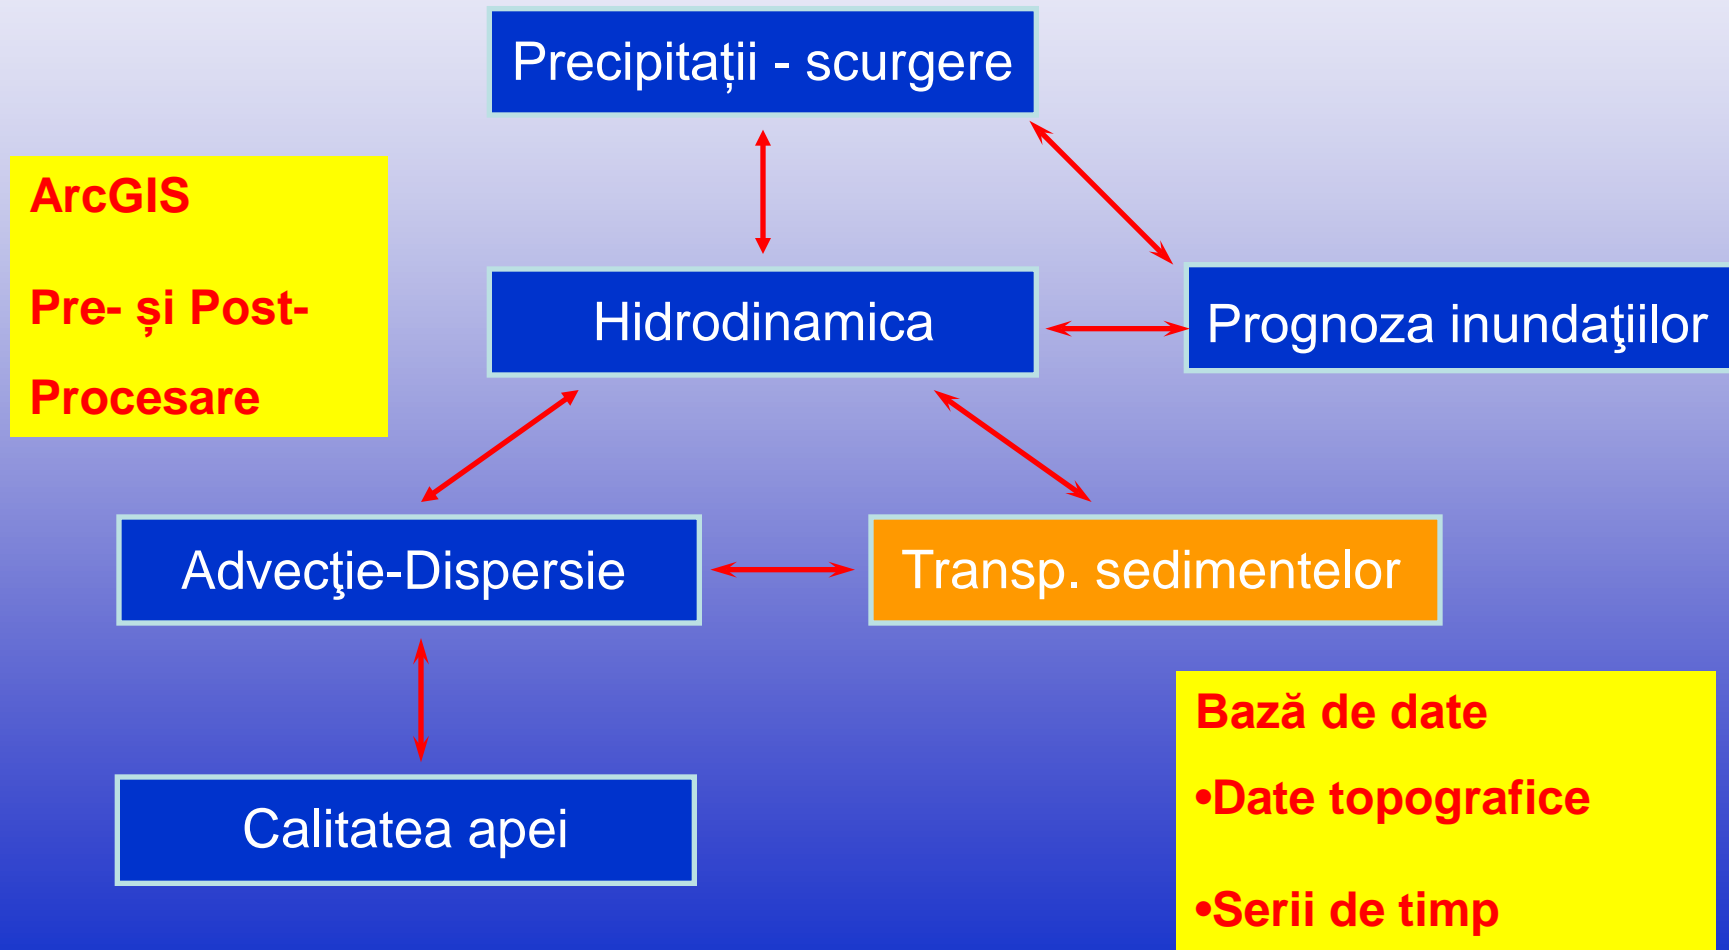 Precipitații - scurgere
ArcGIS
Pre- și Post-
Procesare
Hidrodinamica
Prognoza inundaţiilor
Advecţie-Dispersie
Transp. sedimentelor
Calitatea apei
Bază de date
•Date topografice
•Serii de timp